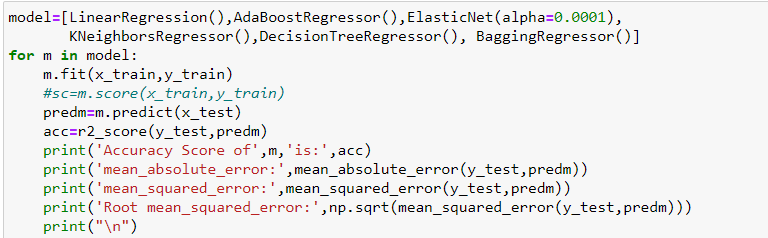 model=[LinearRegression(),AdaBoostRegressor(),ElasticNet(alpha=0.0001),
       KNeighborsRegressor(),DecisionTreeRegressor(), BaggingRegressor()]
for m in model:
    m.fit(x_train,y_train)
    #sc=m.score(x_train,y_train)
    predm=m.predict(x_test)
    acc=r2_score(y_test,predm)
    print('Accuracy Score of',m,'is:',acc)
    print('mean_absolute_error:',mean_absolute_error(y_test,predm))
    print('mean_squared_error:',mean_squared_error(y_test,predm))
    print('Root mean_squared_error:',np.sqrt(mean_squared_error(y_test,predm)))
    print("\n")